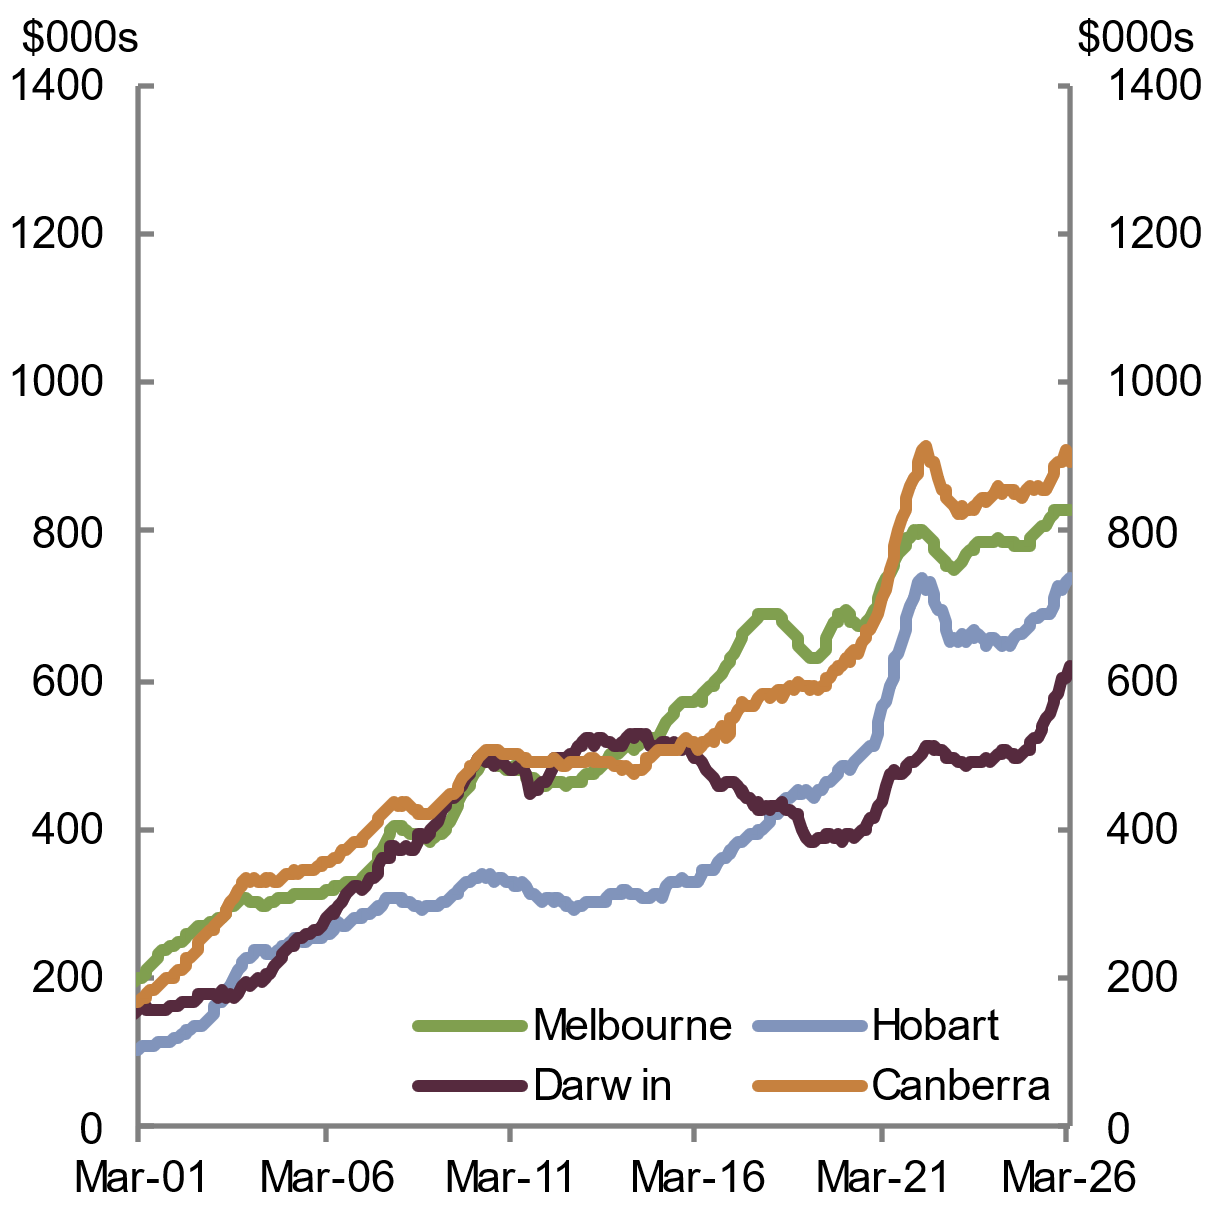 $000s $000s
1400 1400
1200 1200
1000 1000
800 800
600 600
400 400
200 200
Melbourne Hobart
Darw in Canberra
0 0
Mar-01 Mar-06 Mar-11 Mar-16 Mar-21 Mar-26